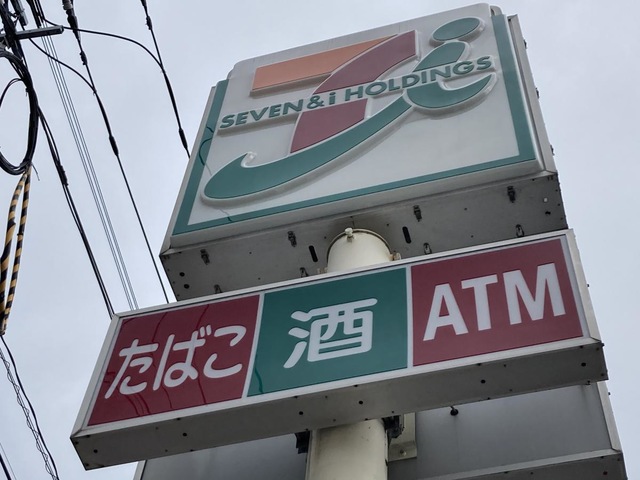 SEVEN & i HOLDINGS
たばこ 酒 ATM